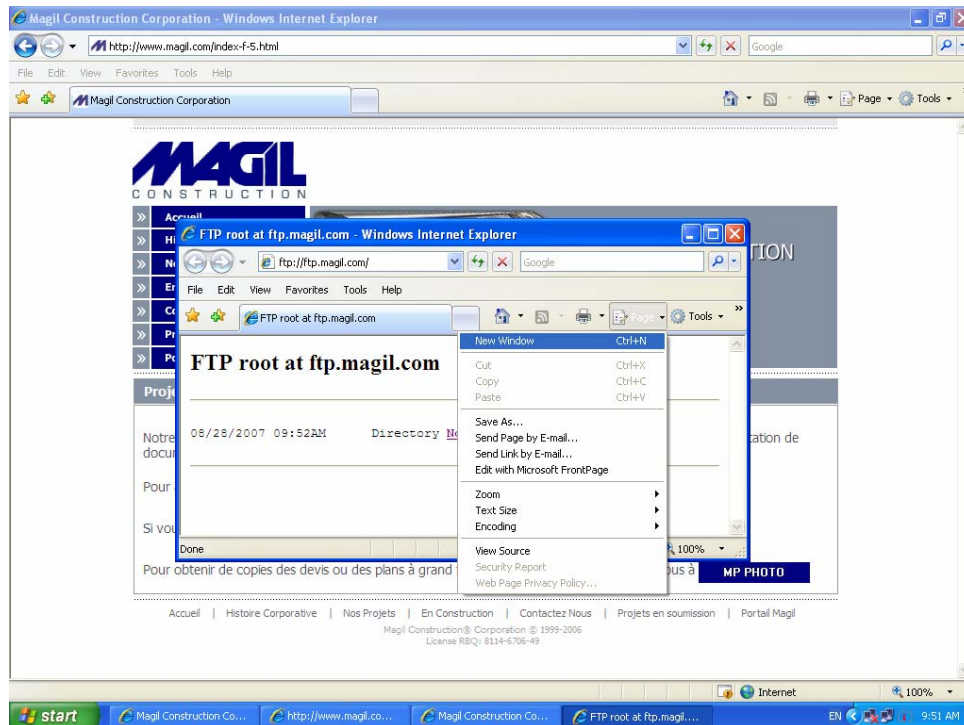 Magil Construction Corporation - Windows Internet Explorer
http://www.magil.com/index-f-5.html
Google
File Edit View Favorites Tools Help
Magil Construction Corporation
Page Tools
MAGIL
CONSTRUCTION
Accueil
FTP root at ftp.magil.com - Windows Internet Explorer
ftp://ftp.magil.com/
Google
File Edit View Favorites Tools Help
FTP root at ftp.magil.com
Page Tools
FTP root at ftp.magil.com
08/28/2007 09:52AM Directory
New Window Ctrl+N
Cut Ctrl+X
Copy Ctrl+C
Paste Ctrl+V
Save As...
Send Page by E-mail...
Send Link by E-mail...
Edit with Microsoft FrontPage
Zoom
Text Size
Encoding
View Source
Security Report
Web Page Privacy Policy...
Done
100%
Notre
Pour
Si
Pour obtenir de copies des devis ou des plans à grand
à MP PHOTO
Accueil | Histoire Corporative | Nos Projets | En Construction | Contactez Nous | Projets en soumission | Portail Magil
Magil Construction® Corporation © 1999-2006
License RBQ: 8114-6706-49
Internet 100%
start
Magil Construction Co...
http://www.magil.co...
Magil Construction Co...
FTP root at ftp.magil....
EN 9:51 AM